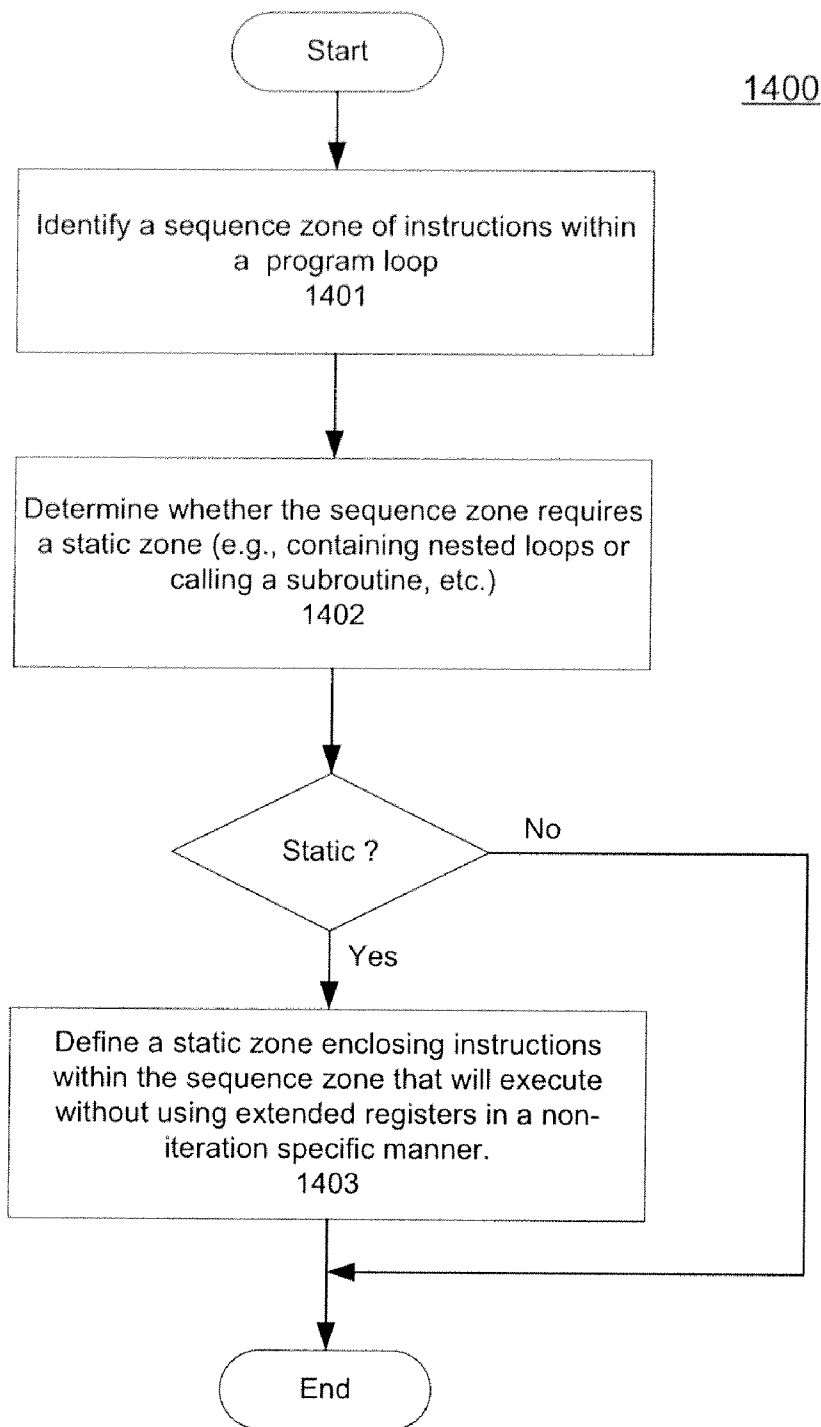 Start
1400
Identify a sequence zone of instructions within
a program loop
1401
Determine whether the sequence zone requires
a static zone (e.g., containing nested loops or
calling a subroutine, etc.)
1402
Static ?
No
Yes
Define a static zone enclosing instructions
within the sequence zone that will execute
without using extended registers in a non-
iteration specific manner.
1403
End